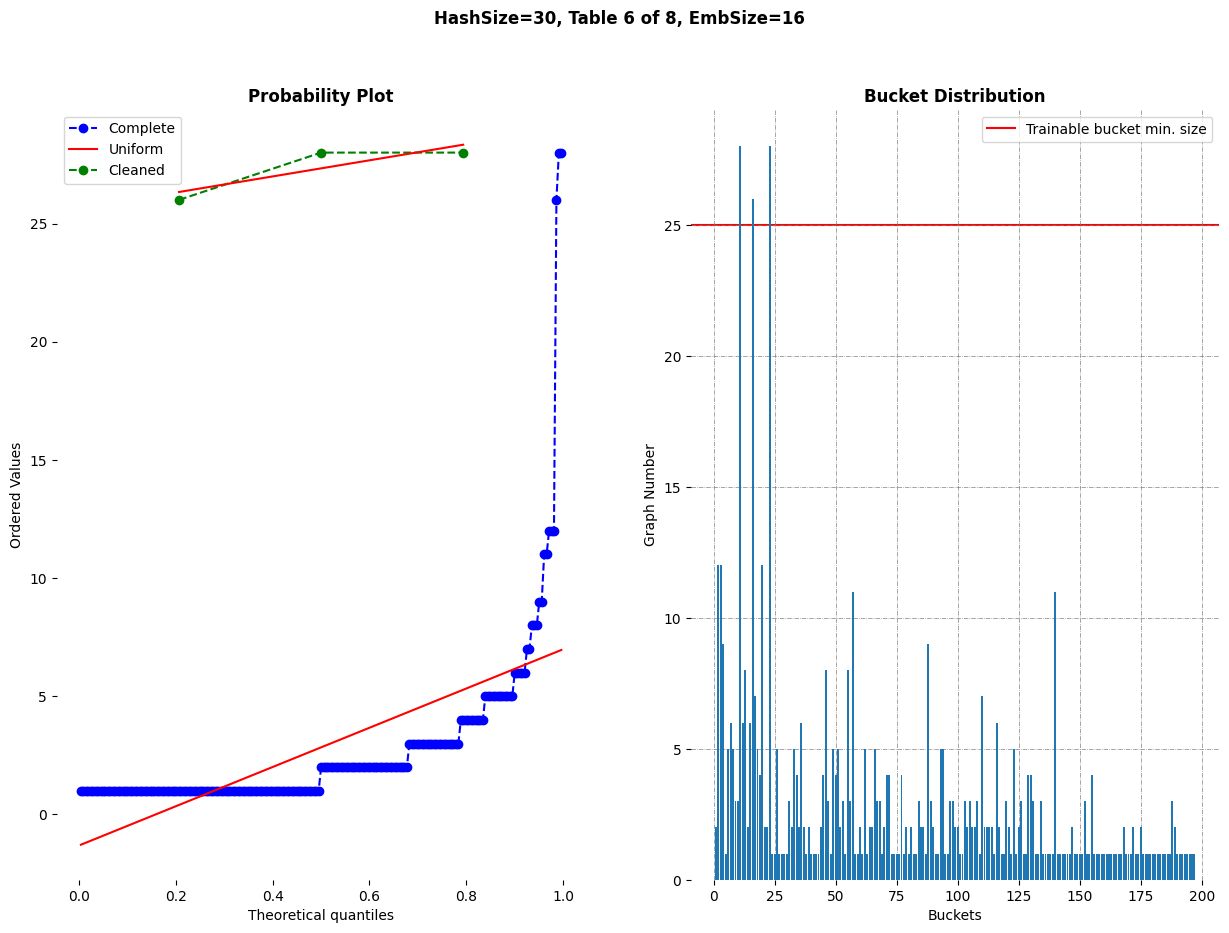 HashSize=30, Table 6 of 8, EmbSize=16
Probability Plot
Complete
Uniform
Cleaned
25
20
15
10
5
0
Ordered Values
0.0 0.2 0.4 0.6 0.8 1.0
Theoretical quantiles
Bucket Distribution
Trainable bucket min. size
25
20
15
10
5
0
Graph Number
0 25 50 75 100 125 150 175 200
Buckets